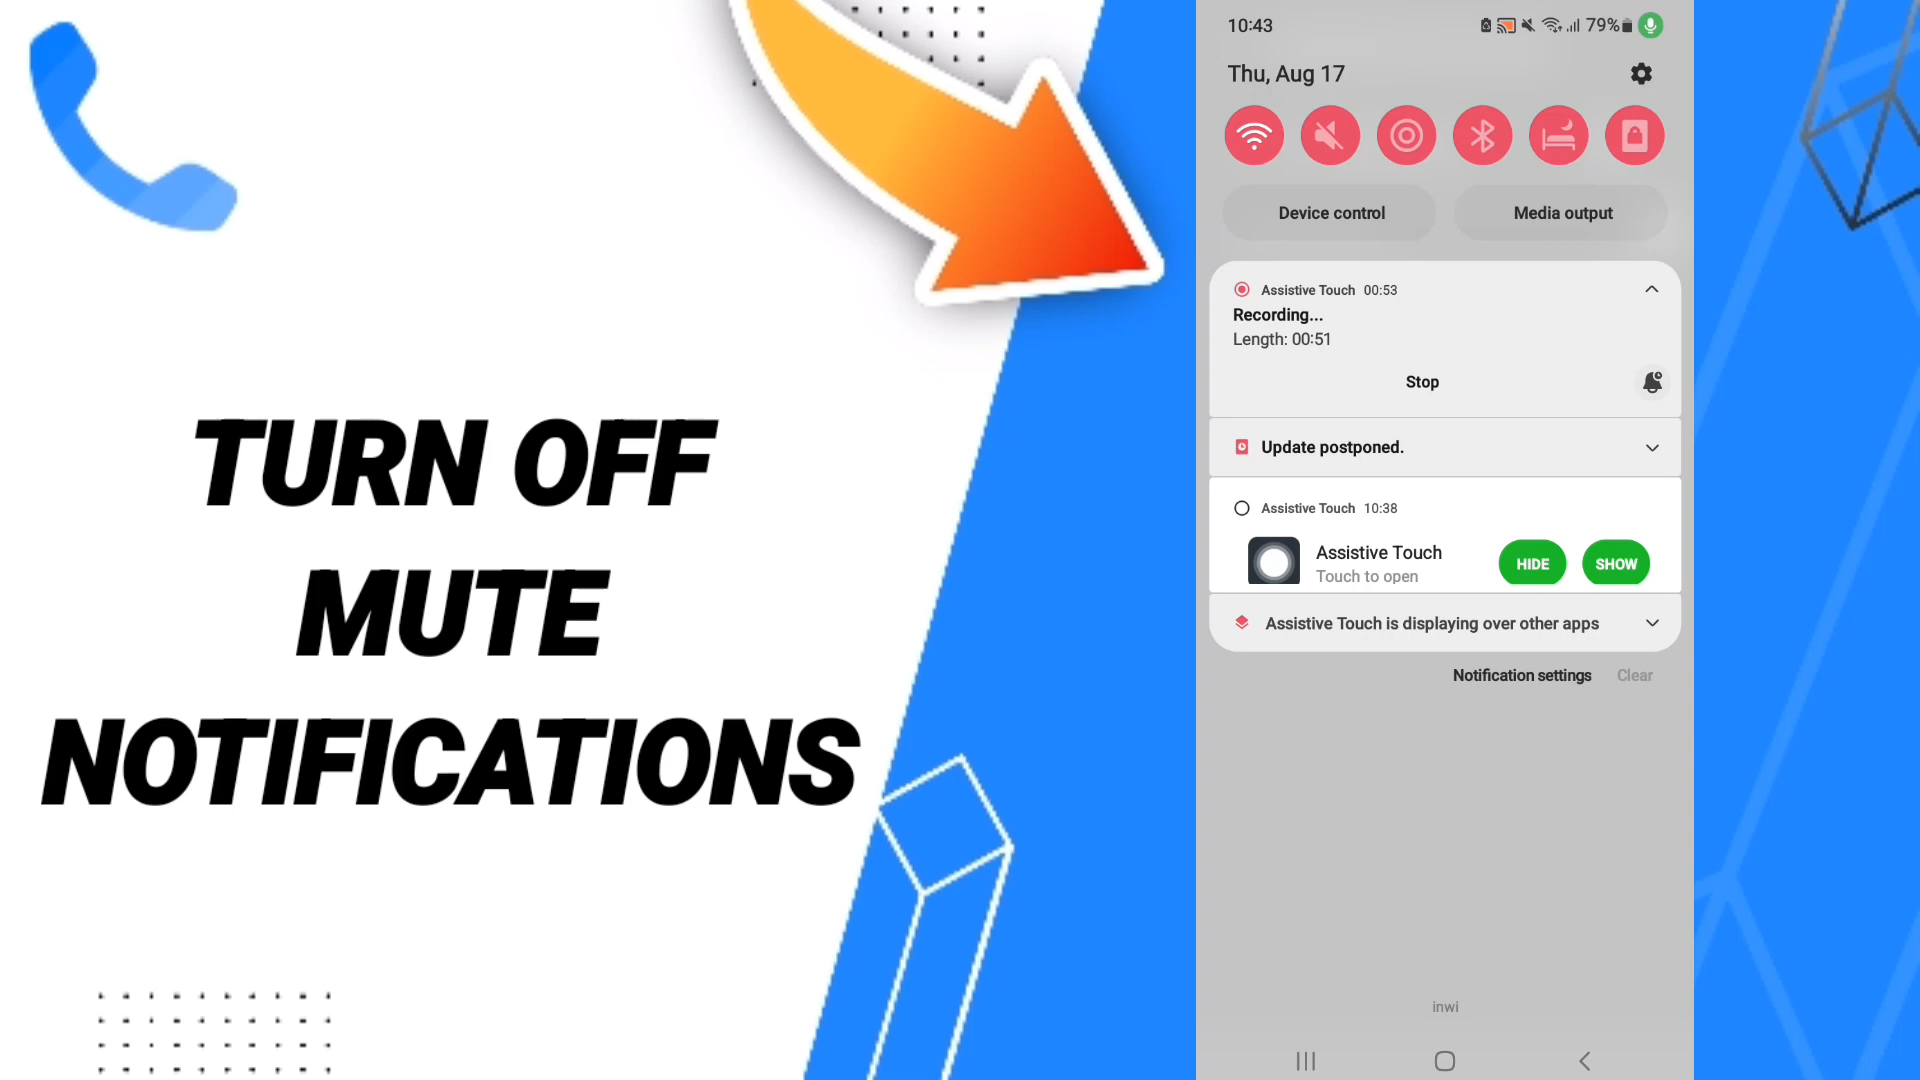 TURN OFF
MUTE
NOTIFICATIONS
10:43
79%
Thu, Aug 17
Device control
Media output
Assistive Touch 00:53
Recording...
Length: 00:51
Stop
Update postponed.
Assistive Touch 10:38
Assistive Touch
Touch to open
HIDE
SHOW
Assistive Touch is displaying over other apps
Notification settings
Clear
inwi